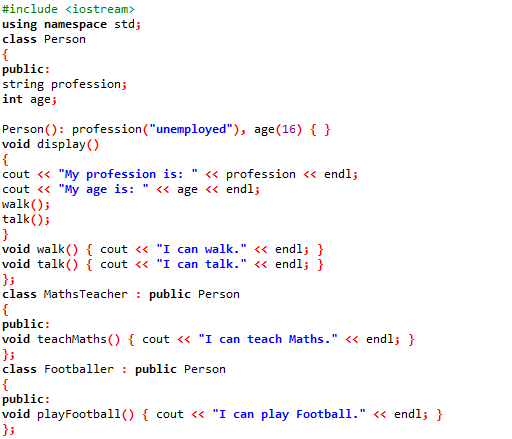 #include <iostream>
using namespace std;
class Person
{
public:
string profession;
int age;

Person(): profession("unemployed"), age(16) { }
void display()
{
cout << "My profession is: " << profession << endl;
cout << "My age is: " << age << endl;
walk();
talk();
}
void walk() { cout << "I can walk." << endl; }
void talk() { cout << "I can talk." << endl; }
};
class MathsTeacher : public Person
{
public:
void teachMaths() { cout << "I can teach Maths." << endl; }
};
class Footballer : public Person
{
public:
void playFootball() { cout << "I can play Football." << endl; }
};